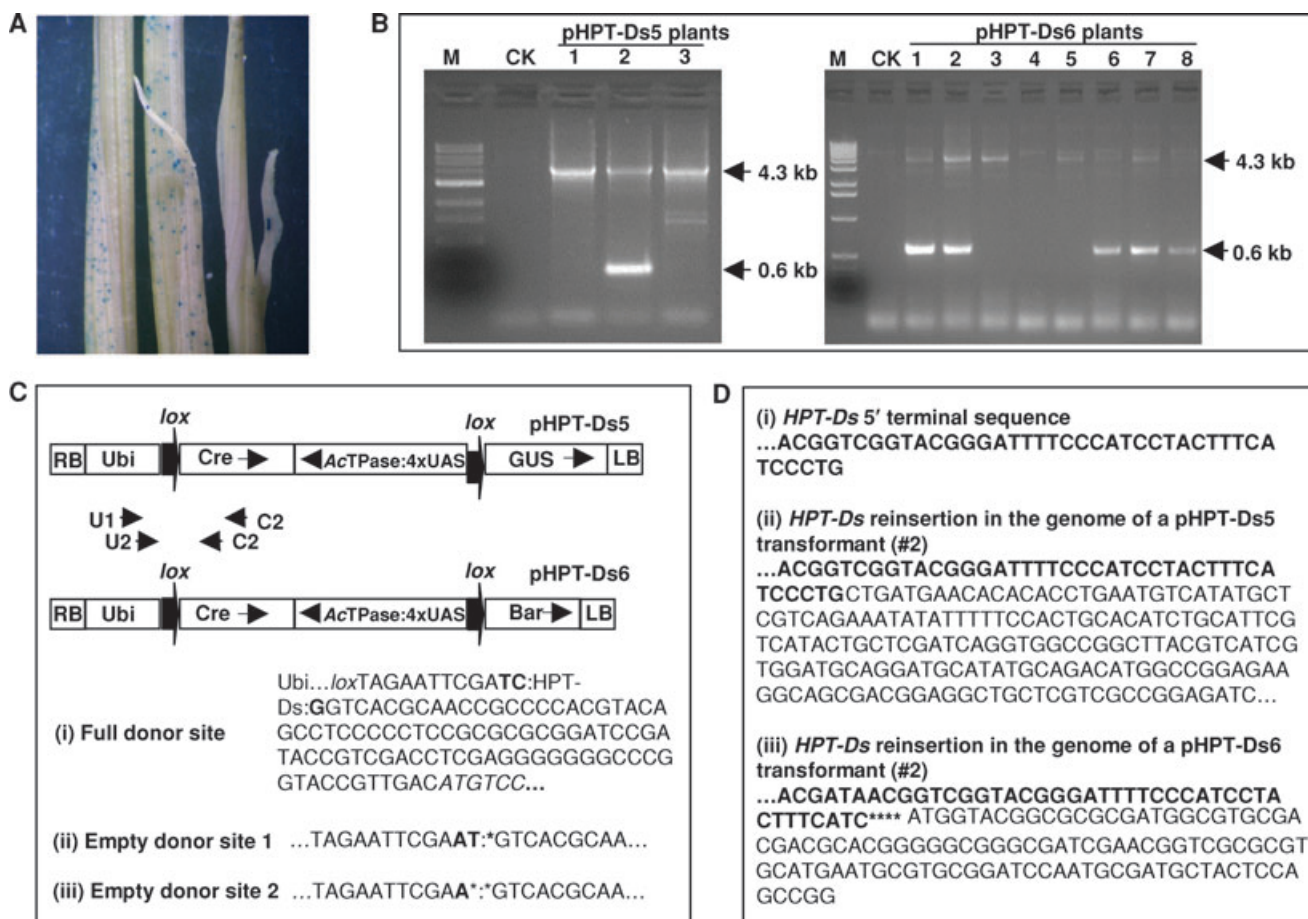 A
B
pHPT-Ds5 plants
M CK 1 2 3
4.3 kb
0.6 kb
pHPT-Ds6 plants
M CK 1 2 3 4 5 6 7 8
4.3 kb
0.6 kb
C
lox lox pHPT-Ds5
RB Ubi Cre AcTPase:4xUAS GUS LB
U1 C2
U2 C2
lox lox pHPT-Ds6
RB Ubi Cre AcTPase:4xUAS Bar LB
(i) Full donor site
Ubi...loxTAGAATTCGATC:HPT-
Ds:GGTCACGCAACCGCCCCACGTACA
GCCTCCCCCTCCGCGCGCGGATCCGA
TACCGTCGACCTCGAGGGGGGGCCCG
GTACCGTTGACATGTCC...
(ii) Empty donor site 1 ...TAGAATTCGAAT:*GTCACGCAA...
(iii) Empty donor site 2 ...TAGAATTCGAA*:*GTCACGCAA...
D
(i) HPT-Ds 5′ terminal sequence
...ACGGTCGGTACGGGATTTTCCCATCCTACTTTCA
TCCCTG
(ii) HPT-Ds reinsertion in the genome of a pHPT-Ds5
transformant (#2)
...ACGGTCGGTACGGGATTTTCCCATCCTACTTTCA
TCCCTGCTGATGAACACACACCTGAATGTCATATGCT
CGTCAGAAATATATTTTTCCACTGCACATCTGCATTCG
TCATACTGCTCGATCAGGTGGCCGGCTTACGTCATCG
TGGATGCAGGATGCATATGCAGACATGGCCGGAGAA
GGCAGCGACGGAGGCTGCTCGTCGCCGGAGATC...
(iii) HPT-Ds reinsertion in the genome of a pHPT-Ds6
transformant (#2)
...ACGATAACGGTCGGTACGGGATTTTCCCATCCTA
CTTTCATC**** ATGGTACGGCGCGCGATGGCGTGCGA
CGACGCACGGGGGCGGGCGATCGAACGGTCGCGCGT
GCATGAATGCGTGCGGATCCAATGCGATGCTACTCCA
GCCGG